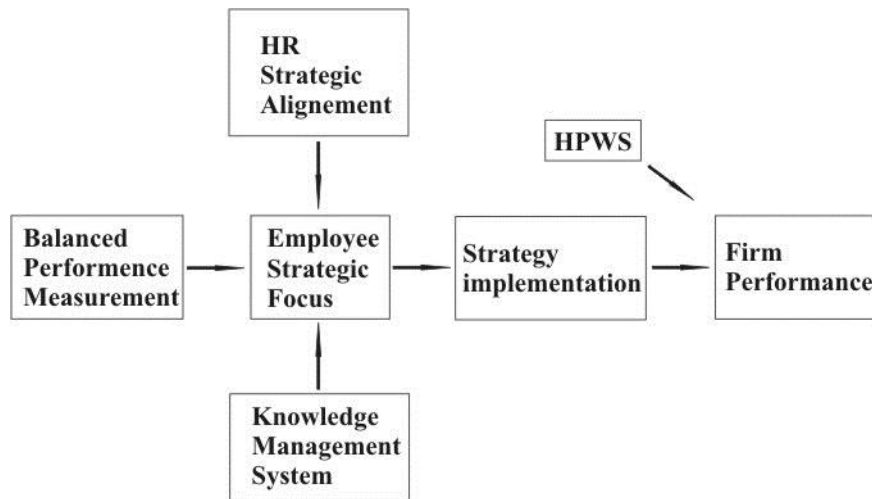 HR
Strategic
Alignement
HPWS
Balanced
Performence
Measurement
Employee
Strategic
Focus
Strategy
implementation
Firm
Performance
Knowledge
Management
System